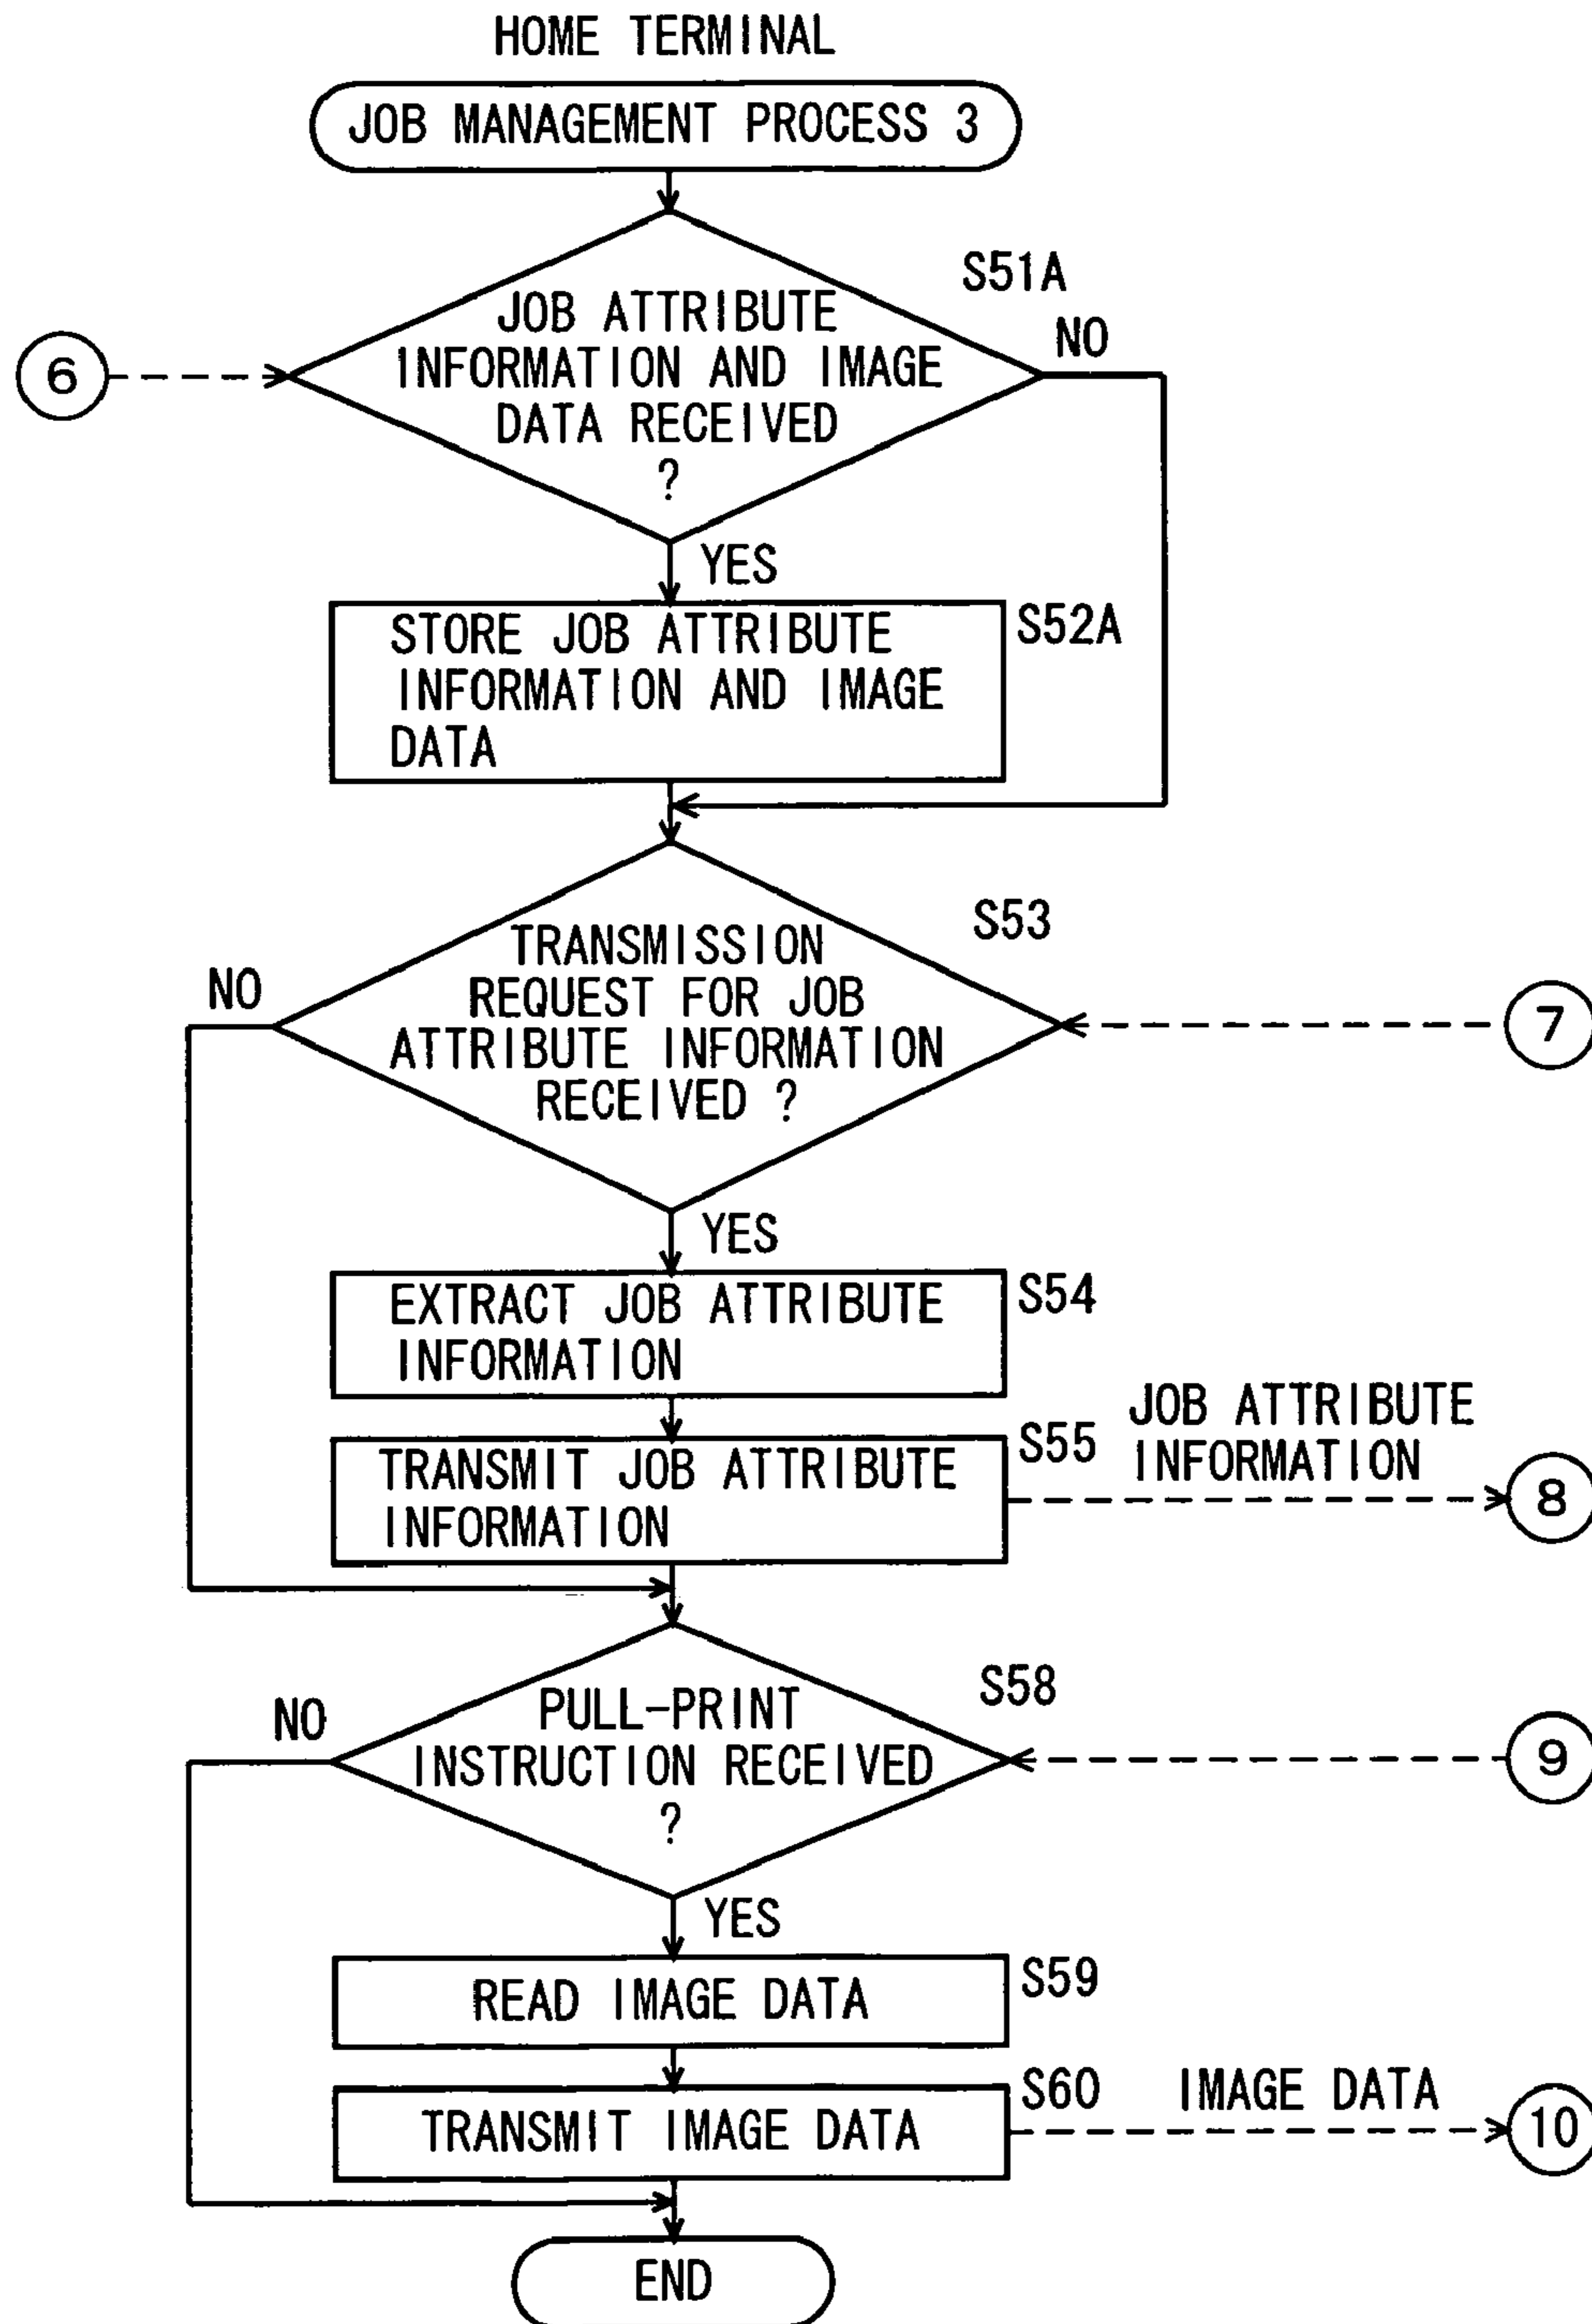 HOME TERMINAL
JOB MANAGEMENT PROCESS 3
S51A
JOB ATTRIBUTE
INFORMATION AND IMAGE
DATA RECEIVED
?
NO
6
YES
STORE JOB ATTRIBUTE
INFORMATION AND IMAGE
DATA
S52A
S53
TRANSMISSION
REQUEST FOR JOB
ATTRIBUTE INFORMATION
RECEIVED ?
NO
7
YES
EXTRACT JOB ATTRIBUTE
INFORMATION
S54
TRANSMIT JOB ATTRIBUTE
INFORMATION
S55
JOB ATTRIBUTE
INFORMATION
8
S58
PULL-PRINT
INSTRUCTION RECEIVED
?
NO
9
YES
READ IMAGE DATA
S59
TRANSMIT IMAGE DATA
S60
IMAGE DATA
10
END